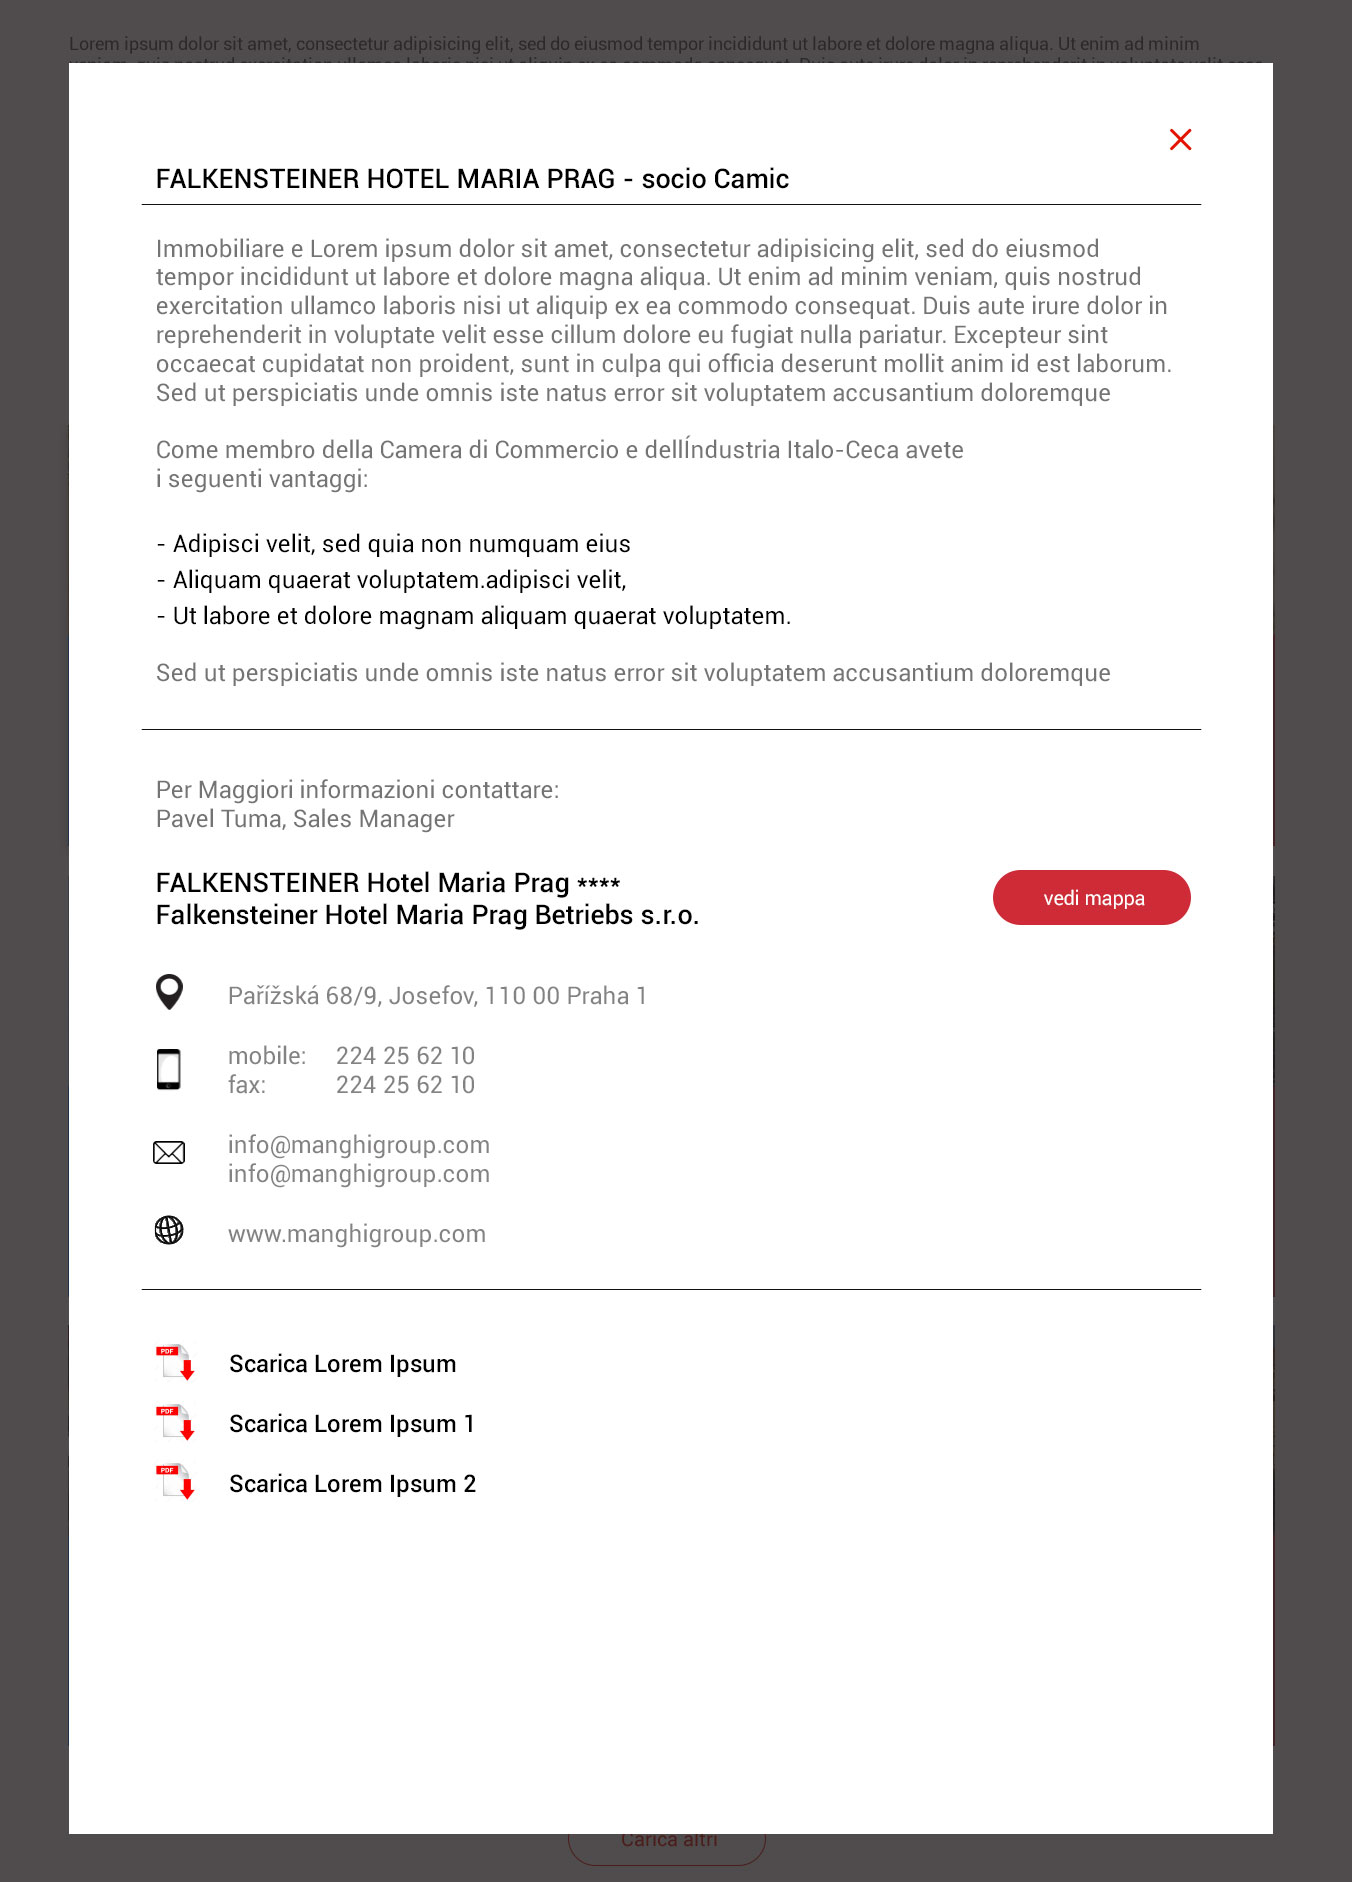 Lorem ipsum dolor sit amet, consectetur adipisicing elit, sed do eiusmod tempor incididunt ut labore et dolore magna aliqua. Ut enim ad minim
FALKENSTEINER HOTEL MARIA PRAG - socio Camic
Immobiliare e Lorem ipsum dolor sit amet, consectetur adipisicing elit, sed do eiusmod
tempor incididunt ut labore et dolore magna aliqua. Ut enim ad minim veniam, quis nostrud
exercitation ullamco laboris nisi ut aliquip ex ea commodo consequat. Duis aute irure dolor in
reprehenderit in voluptate velit esse cillum dolore eu fugiat nulla pariatur. Excepteur sint
occaecat cupidatat non proident, sunt in culpa qui officia deserunt mollit anim id est laborum.
Sed ut perspiciatis unde omnis iste natus error sit voluptatem accusantium doloremque
Come membro della Camera di Commercio e dellÍndustria Italo-Ceca avete
i seguenti vantaggi:
- Adipisci velit, sed quia non numquam eius
- Aliquam quaerat voluptatem.adipisci velit,
- Ut labore et dolore magnam aliquam quaerat voluptatem.
Sed ut perspiciatis unde omnis iste natus error sit voluptatem accusantium doloremque
Per Maggiori informazioni contattare:
Pavel Tuma, Sales Manager
FALKENSTEINER Hotel Maria Prag ****
Falkensteiner Hotel Maria Prag Betriebs s.r.o.
vedi mappa
Pařížská 68/9, Josefov, 110 00 Praha 1
mobile: 224 25 62 10
fax: 224 25 62 10
info@manghigroup.com
info@manghigroup.com
www.manghigroup.com
PDF Scarica Lorem Ipsum
PDF Scarica Lorem Ipsum 1
PDF Scarica Lorem Ipsum 2
Carica altri